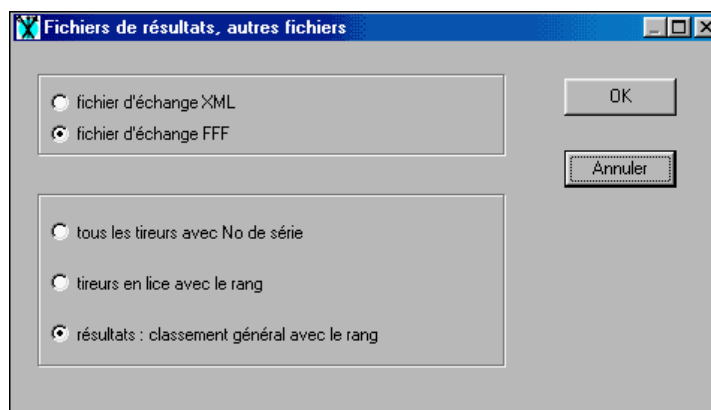 Fichiers de résultats, autres fichiers
fichier d'échange XML
fichier d'échange FFF
OK
Annuler
tous les tireurs avec No de série
tireurs en lice avec le rang
résultats : classement général avec le rang